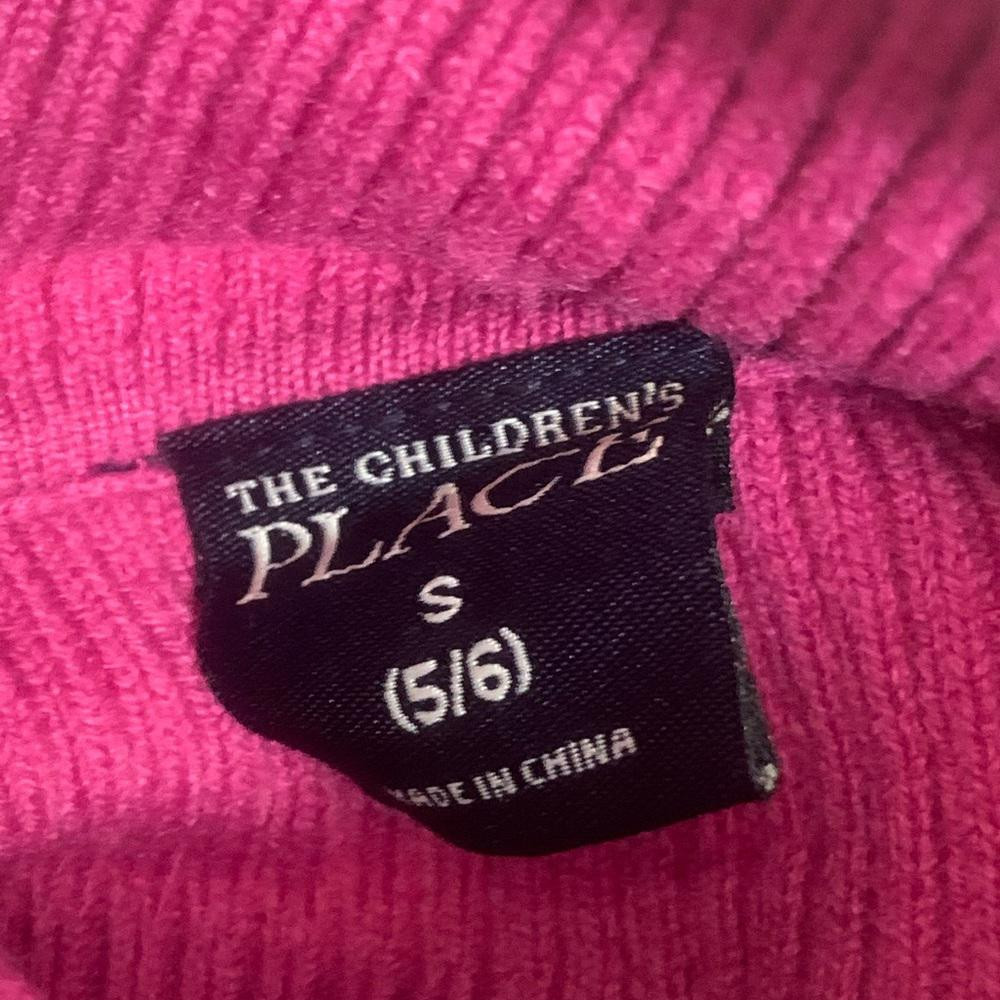 THE CHILDREN'S
PLACE
S
(5/6)
MADE IN CHINA